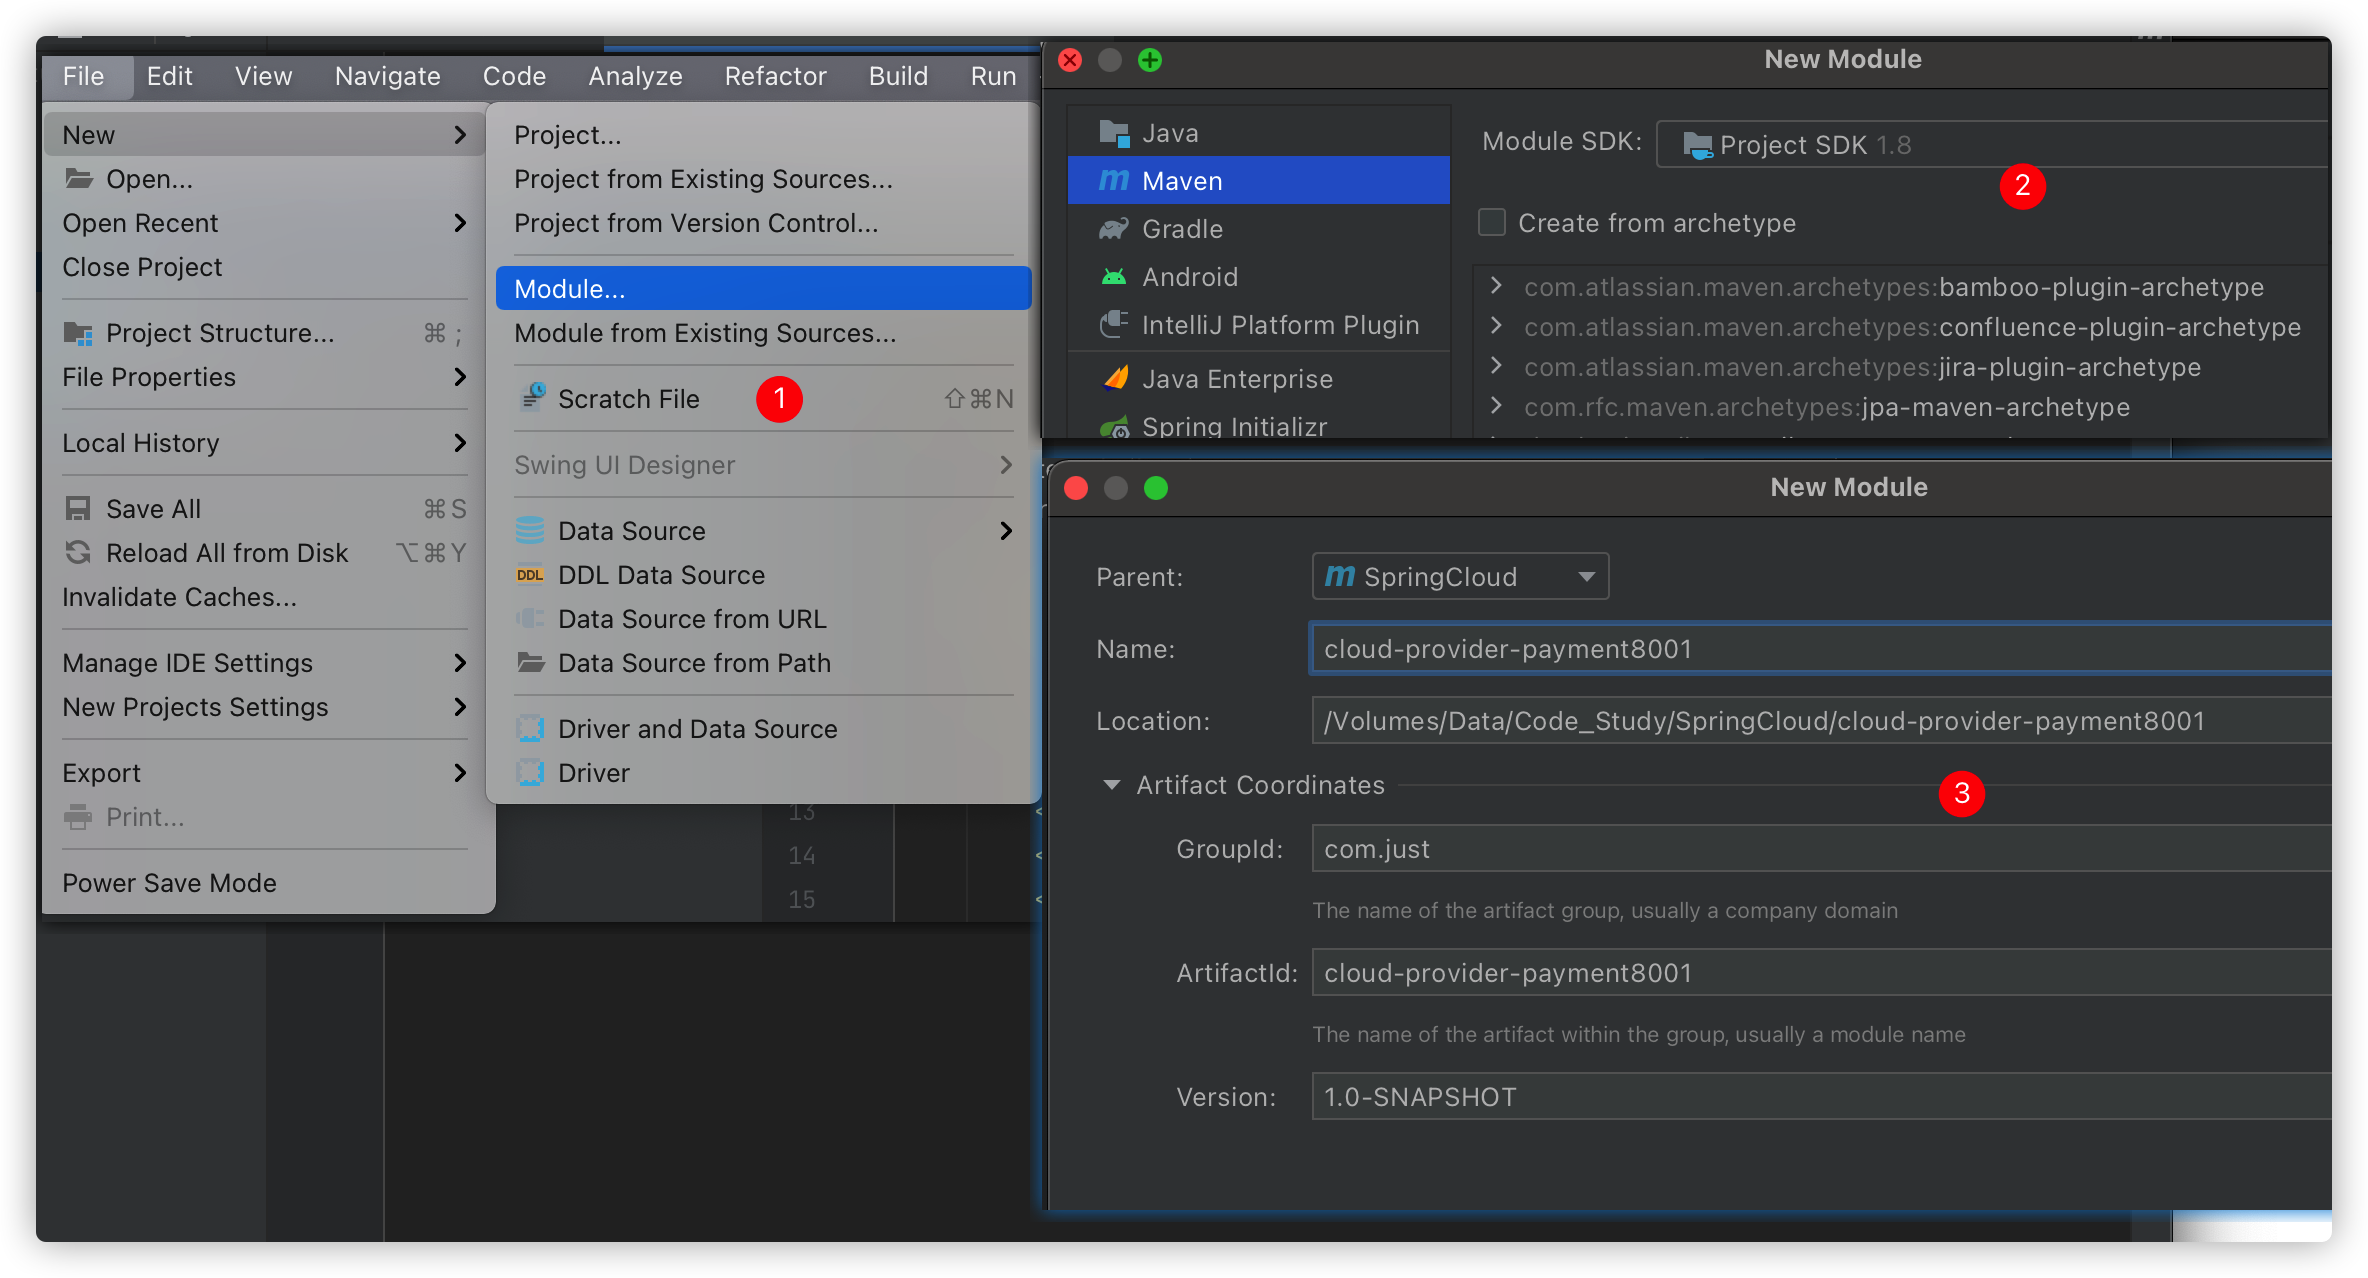 File Edit View Navigate Code Analyze Refactor Build Run
New
Open...
Open Recent
Close Project
Project Structure... ⌘ ;
File Properties
Local History
Save All ⌘S
Reload All from Disk ⌥⌘Y
Invalidate Caches...
Manage IDE Settings
New Projects Settings
Export
Print...
Power Save Mode
Project...
Project from Existing Sources...
Project from Version Control...
Module...
Module from Existing Sources...
Scratch File 1 ⇧⌘N
Swing UI Designer
Data Source
DDL DDL Data Source
Data Source from URL
Data Source from Path
Driver and Data Source
Driver
13
14
15
New Module
Java
Maven
Gradle
Android
IntelliJ Platform Plugin
Java Enterprise
Spring Initializr
Module SDK: Project SDK 1.8
2
Create from archetype
com.atlassian.maven.archetypes:bamboo-plugin-archetype
com.atlassian.maven.archetypes:confluence-plugin-archetype
com.atlassian.maven.archetypes:jira-plugin-archetype
com.rfc.maven.archetypes:jpa-maven-archetype
New Module
Parent: SpringCloud
Name: cloud-provider-payment8001
Location: /Volumes/Data/Code_Study/SpringCloud/cloud-provider-payment8001
Artifact Coordinates
3
GroupId: com.just
The name of the artifact group, usually a company domain
ArtifactId: cloud-provider-payment8001
The name of the artifact within the group, usually a module name
Version: 1.0-SNAPSHOT